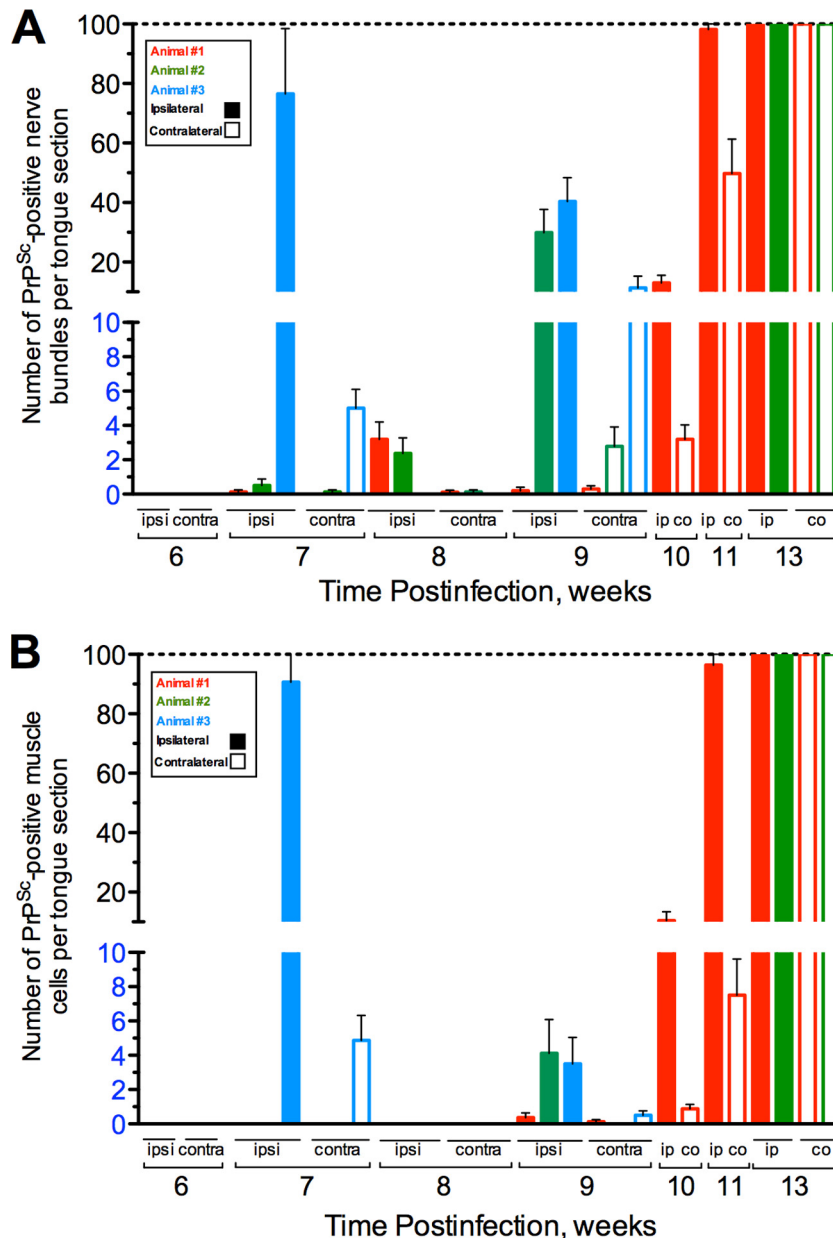 A
Number of PrPSc-positive nerve
bundles per tongue section
100
80
60
40
20
10
8
6
4
2
0
Animal #1
Animal #2
Animal #3
Ipsilateral
Contralateral
ipsi contra ipsi contra ipsi contra ipsi contra ip co ip co ip co
6 7 8 9 10 11 13
Time Postinfection, weeks
B
Number of PrPSc-positive muscle
cells per tongue section
100
80
60
40
20
10
8
6
4
2
0
Animal #1
Animal #2
Animal #3
Ipsilateral
Contralateral
ipsi contra ipsi contra ipsi contra ipsi contra ip co ip co ip co
6 7 8 9 10 11 13
Time Postinfection, weeks